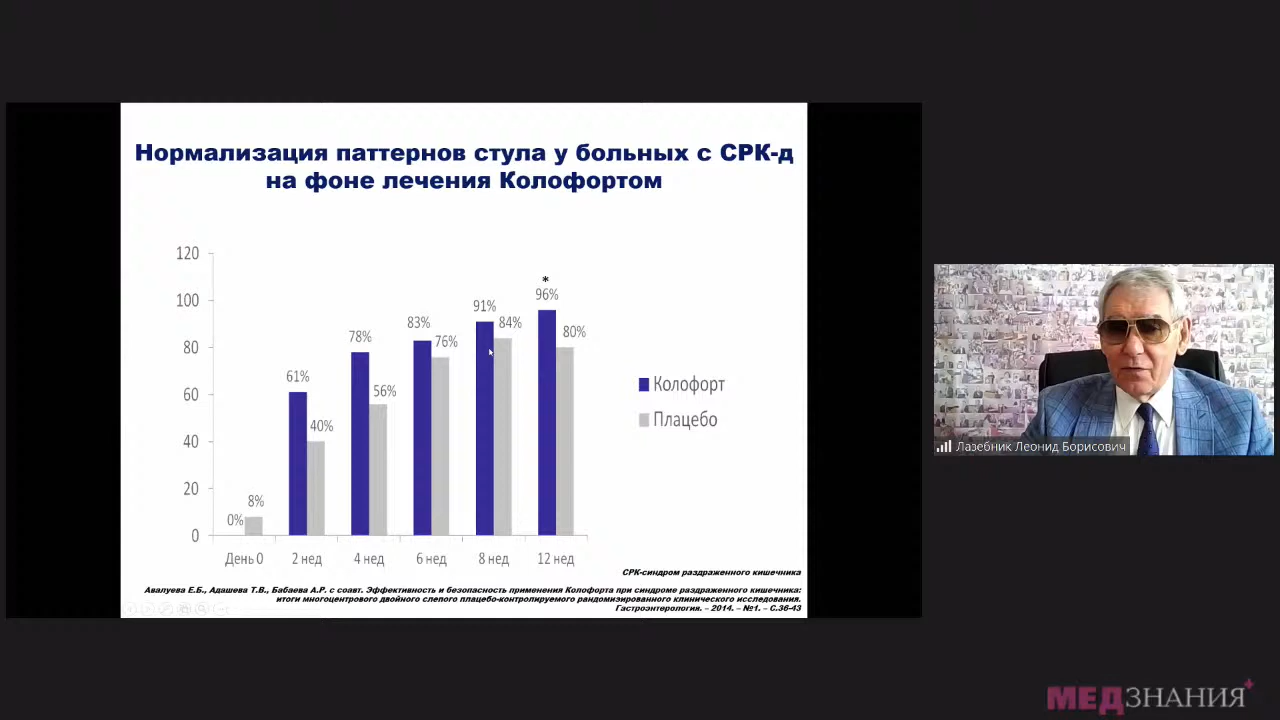 Нормализация паттернов стула у больных с СРК-д
на фоне лечения Колофортом
120
100
80
60
40
20
0
0%
8%
61%
40%
78%
56%
83%
76%
91%
84%
*
96%
80%
День 0
2 нед
4 нед
6 нед
8 нед
12 нед
Колофорт
Плацебо
СРК-синдром раздраженного кишечника
Авалуева Е.Б., Адашева Т.В., Бабаева А.Р. с соавт. Эффективность и безопасность применения Колофорта при синдроме раздраженного кишечника:
итоги многоцентрового двойного слепого плацебо-контролируемого рандомизированного клинического исследования.
Гастроэнтерология. – 2014. – №1. – С.36-43
Лазебник Леонид Борисович
МЕДЗНАНИЯ+